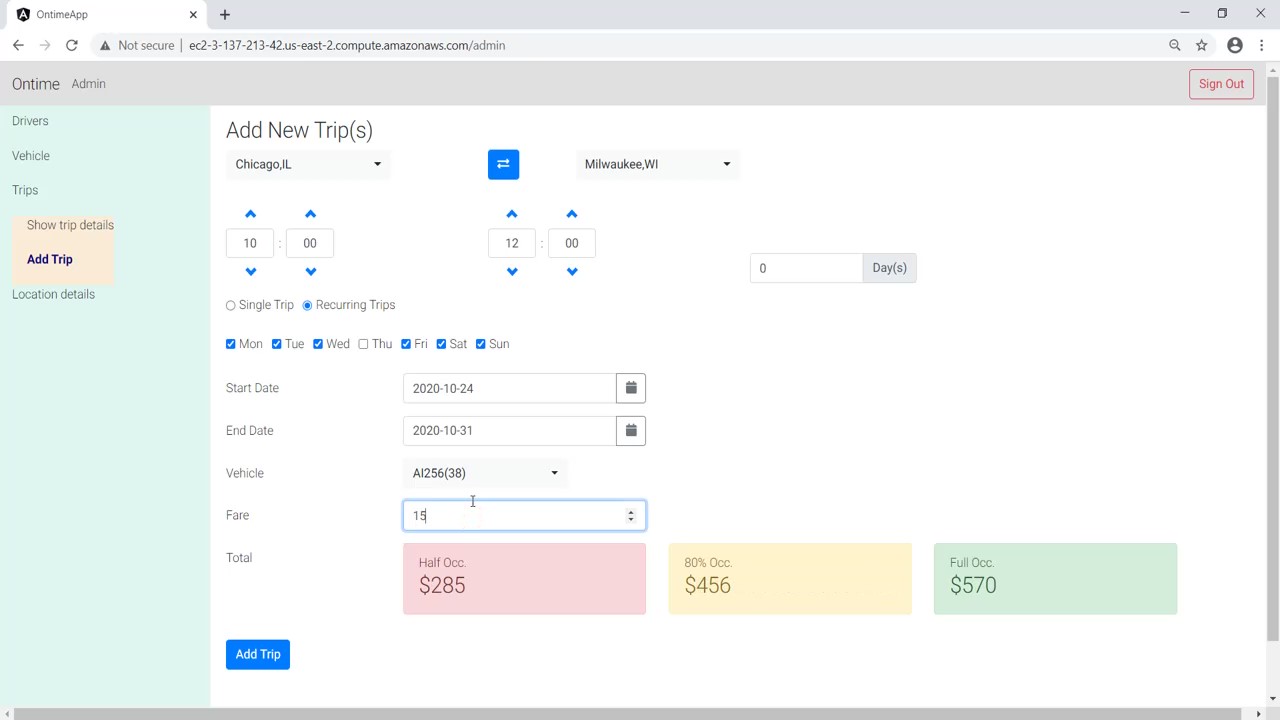 OntimeApp
Not secure | ec2-3-137-213-42.us-east-2.compute.amazonaws.com/admin
Ontime Admin Sign Out
Drivers
Vehicle
Trips
Show trip details
Add Trip
Location details
Add New Trip(s)
Chicago,IL Milwaukee,WI
10 : 00 12 : 00
0 Day(s)
Single Trip Recurring Trips
Mon Tue Wed Thu Fri Sat Sun
Start Date 2020-10-24
End Date 2020-10-31
Vehicle AI256(38)
Fare 15
Total
Half Occ. 80% Occ. Full Occ.
$285 $456 $570
Add Trip